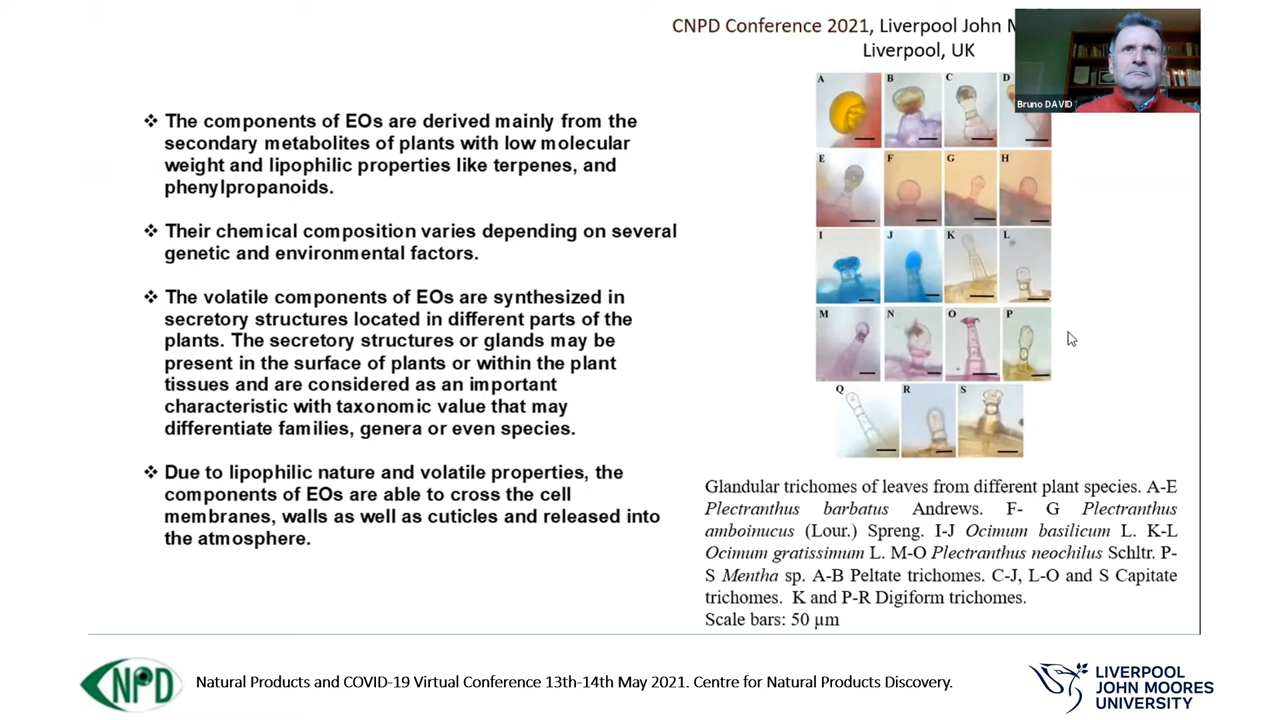 CNPD Conference 2021, Liverpool John
Liverpool, UK
Bruno DAVID
❖ The components of EOs are derived mainly from the
secondary metabolites of plants with low molecular
weight and lipophilic properties like terpenes, and
phenylpropanoids.
❖ Their chemical composition varies depending on several
genetic and environmental factors.
❖ The volatile components of EOs are synthesized in
secretory structures located in different parts of the
plants. The secretory structures or glands may be
present in the surface of plants or within the plant
tissues and are considered as an important
characteristic with taxonomic value that may
differentiate families, genera or even species.
❖ Due to lipophilic nature and volatile properties, the
components of EOs are able to cross the cell
membranes, walls as well as cuticles and released into
the atmosphere.
A B C D
E F G H
I J K L
M N O P
Q R S
Glandular trichomes of leaves from different plant species. A-E
Plectranthus barbatus Andrews. F- G Plectranthus
amboinucus (Lour.) Spreng. I-J Ocimum basilicum L. K-L
Ocimum gratissimum L. M-O Plectranthus neochilus Schltr. P-
S Mentha sp. A-B Peltate trichomes. C-J, L-O and S Capitate
trichomes. K and P-R Digiform trichomes.
Scale bars: 50 µm
CNPD
Natural Products and COVID-19 Virtual Conference 13th-14th May 2021. Centre for Natural Products Discovery.
LIVERPOOL
JOHN MOORES
UNIVERSITY